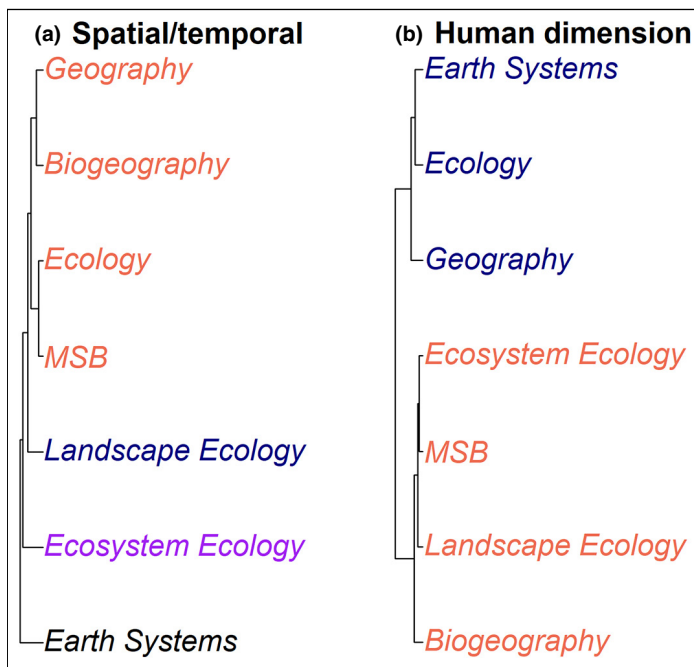 (a) Spatial/temporal
Geography
Biogeography
Ecology
MSB
Landscape Ecology
Ecosystem Ecology
Earth Systems
(b) Human dimension
Earth Systems
Ecology
Geography
Ecosystem Ecology
MSB
Landscape Ecology
Biogeography